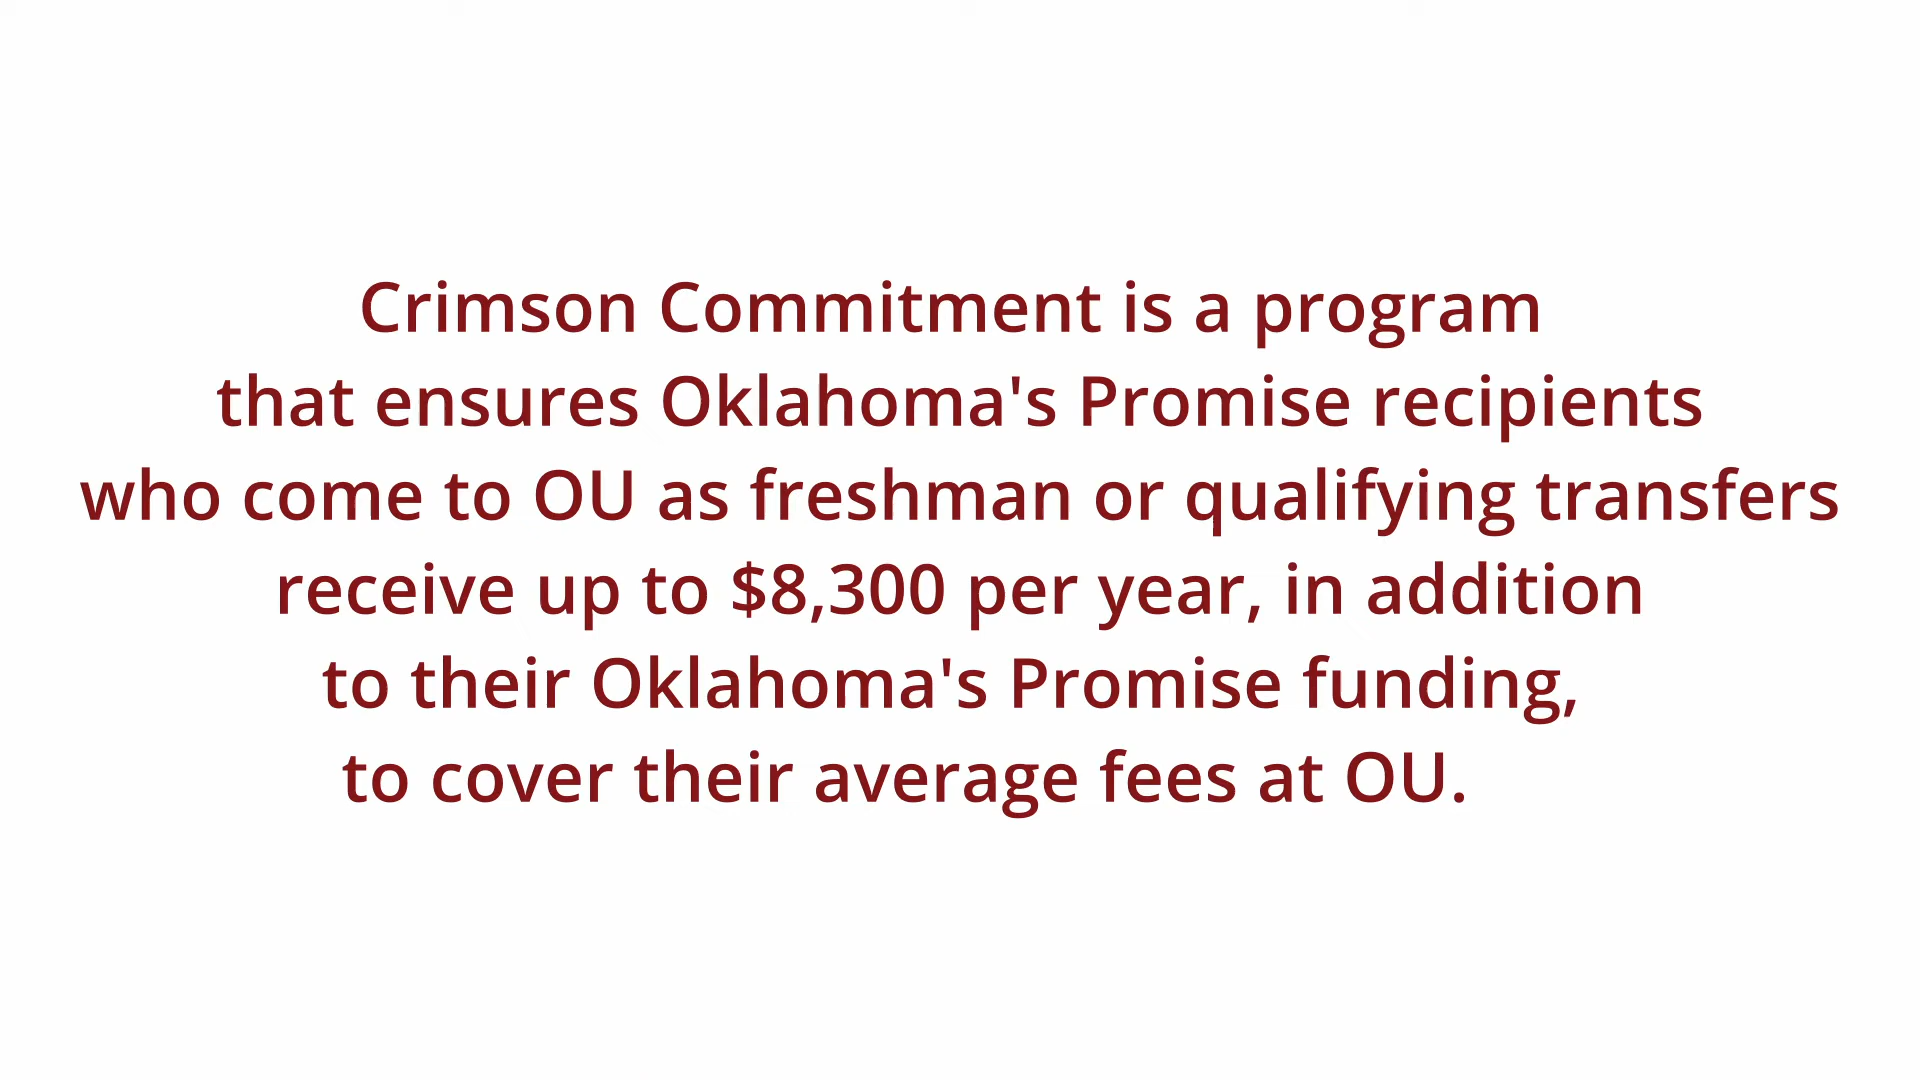 Crimson Commitment is a program
that ensures Oklahoma's Promise recipients
who come to OU as freshman or qualifying transfers
receive up to $8,300 per year, in addition
to their Oklahoma's Promise funding,
to cover their average fees at OU.